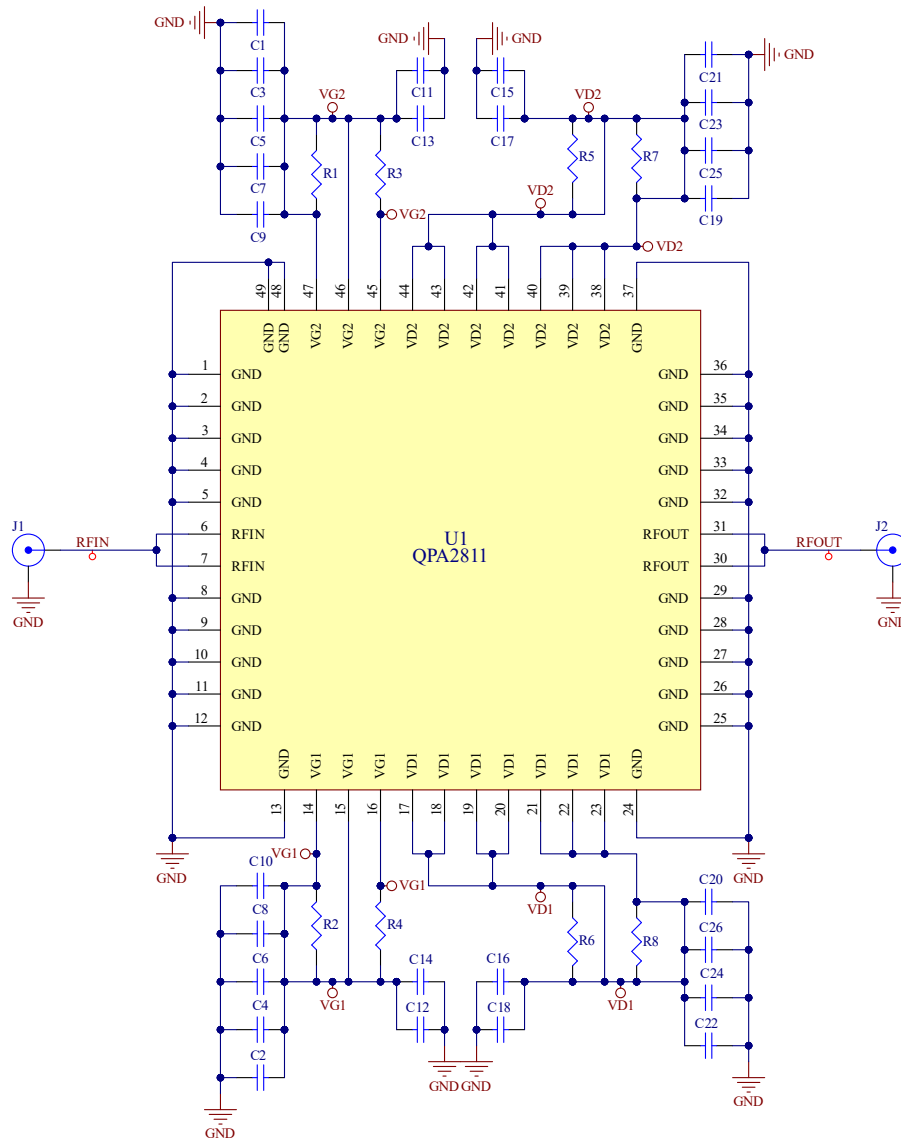 GND
C1
C3
C5
C7
C9
VG2
R1
R3
VG2
GND
C11
C13
GND
C15
C17
VD2
R5
R7
VD2
VD2
C21
C23
C25
C19
GND
49
48
47
46
45
44
43
42
41
40
39
38
37
GND
GND
VG2
VG2
VG2
VD2
VD2
VD2
VD2
VD2
VD2
VD2
GND
1 GND
2 GND
3 GND
4 GND
5 GND
6 RFIN
7 RFIN
8 GND
9 GND
10 GND
11 GND
12 GND
GND 36
GND 35
GND 34
GND 33
GND 32
RFOUT 31
RFOUT 30
GND 29
GND 28
GND 27
GND 26
GND 25
J1
RFIN
GND
U1
QPA2811
RFOUT
J2
GND
GND
VG1
VG1
VG1
VD1
VD1
VD1
VD1
VD1
VD1
VD1
GND
13
14
15
16
17
18
19
20
21
22
23
24
GND
GND
VG1
C10
C8
C6
C4
C2
GND
R2
R4
VG1
VG1
C14
C12
GND
C16
C18
GND
VD1
R6
R8
VD1
C20
C26
C24
C22
GND